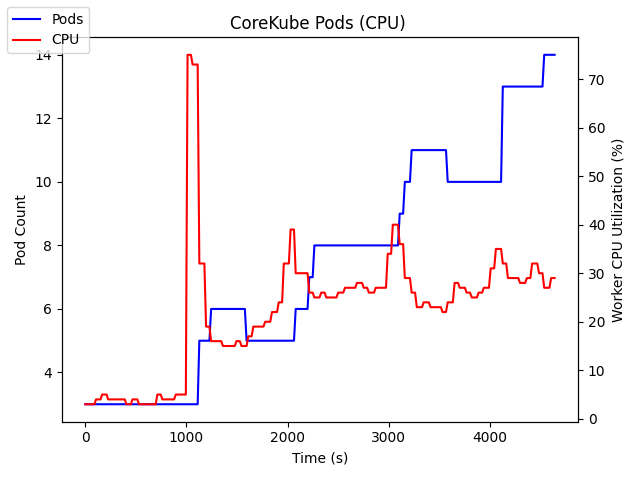 CoreKube Pods (CPU)
Pods
CPU
14
12
10
8
6
4
Pod Count
70
60
50
40
30
20
10
0
Worker CPU Utilization (%)
0 1000 2000 3000 4000
Time (s)